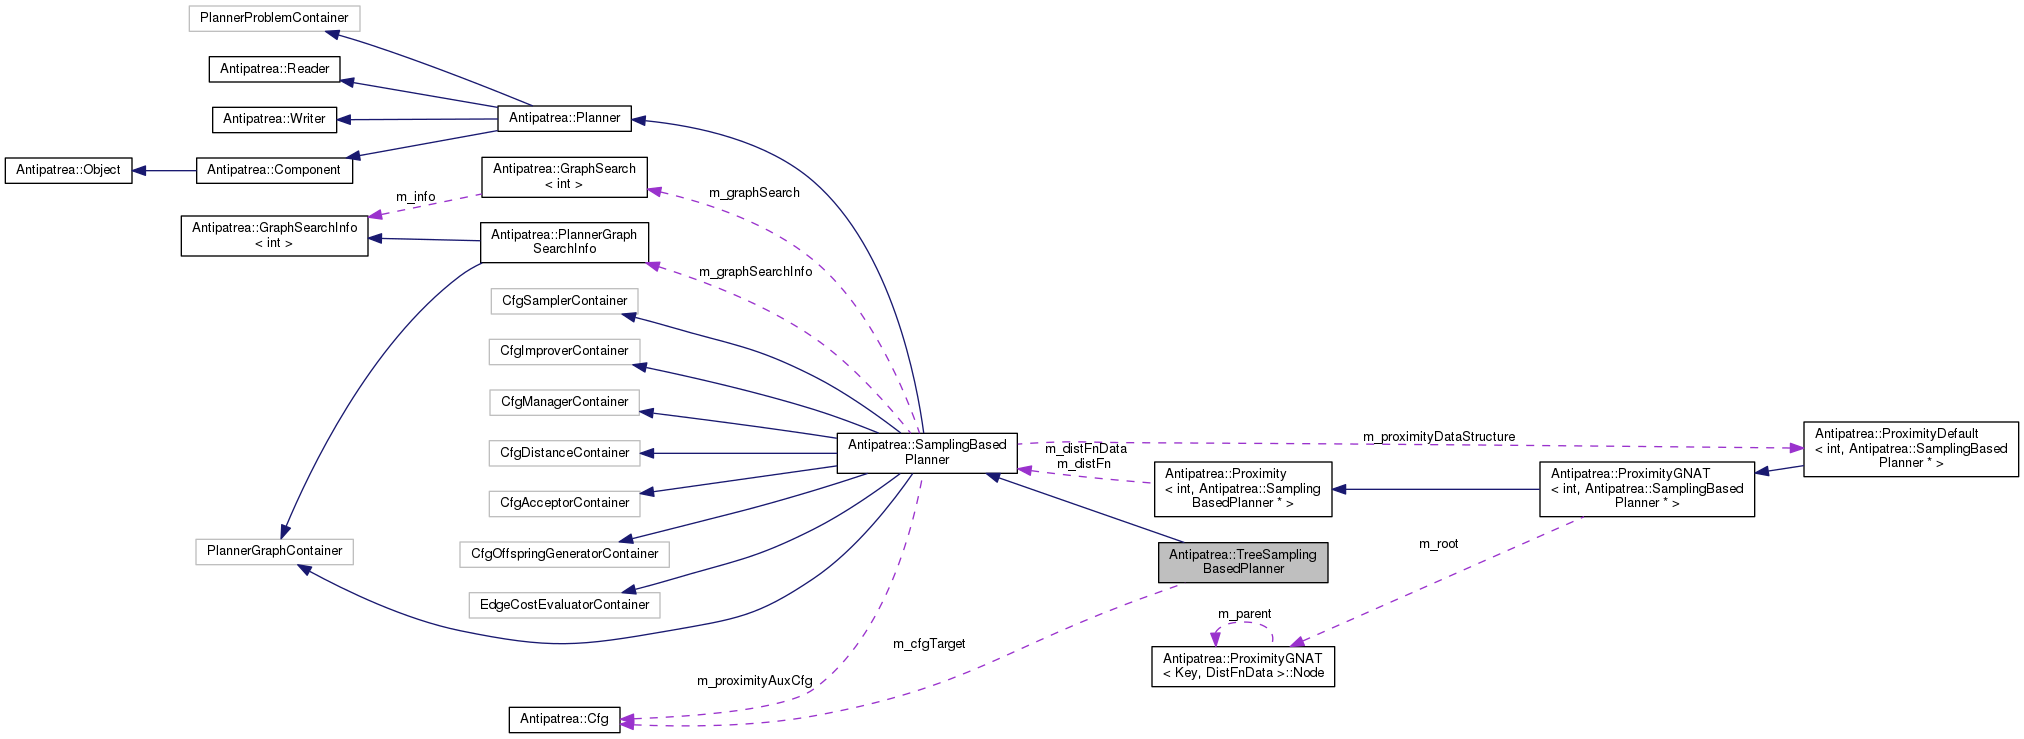 PlannerProblemContainer
Antipatrea::Reader
Antipatrea::Writer
Antipatrea::Planner
Antipatrea::Object
Antipatrea::Component
Antipatrea::GraphSearch
< int >
m_info
m_graphSearch
Antipatrea::GraphSearchInfo
< int >
Antipatrea::PlannerGraph
SearchInfo
m_graphSearchInfo
CfgSamplerContainer
CfgImproverContainer
CfgManagerContainer
CfgDistanceContainer
CfgAcceptorContainer
CfgOffspringGeneratorContainer
EdgeCostEvaluatorContainer
PlannerGraphContainer
Antipatrea::SamplingBased
Planner
m_proximityDataStructure
m_distFnData
m_distFn
Antipatrea::Proximity
< int, Antipatrea::Sampling
BasedPlanner * >
Antipatrea::ProximityGNAT
< int, Antipatrea::SamplingBased
Planner * >
Antipatrea::ProximityDefault
< int, Antipatrea::SamplingBased
Planner * >
Antipatrea::TreeSampling
BasedPlanner
m_root
m_parent
Antipatrea::ProximityGNAT
< Key, DistFnData >::Node
m_cfgTarget
m_proximityAuxCfg
Antipatrea::Cfg